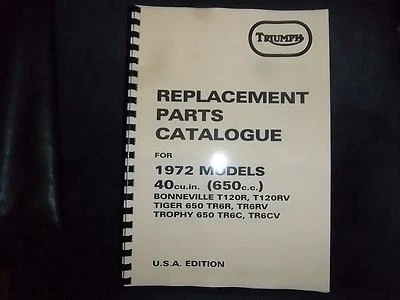 TRIUMPH
REPLACEMENT
PARTS
CATALOGUE
FOR
1972 MODELS
40cu.in. (650c.c.)
BONNEVILLE T120R, T120RV
TIGER 650 TR6R, TR6RV
TROPHY 650 TR6C, TR6CV
U.S.A. EDITION